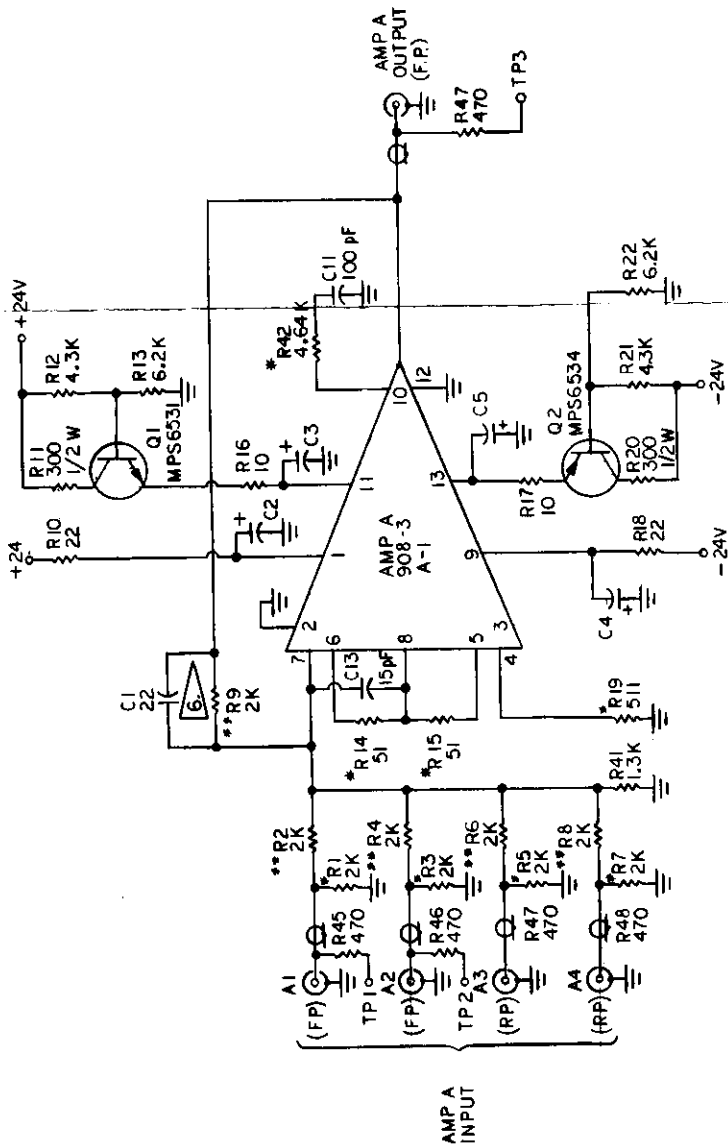 +24V
R11
300
1/2 W
R12
4.3K
R13
6.2K
Q1
MPS6531
+24
R10
22
R16
10
+
C2
+
C3
C1
22
6.
**R9
2K
AMP A
OUTPUT
(F.P.)
R47
470
TP3
*
R42
4.64K
C11
100 pF
AMP A
908-3
A-1
2
7
6
8
5
3
4
1
11
10
12
9
13
C13
15pF
*R14
51
*R15
51
*R19
511
C5
+
R17
10
Q2
MPS6534
R22
6.2K
R21
4.3K
R20
300
1/2W
-24V
C4
+
R18
22
-24V
AMP A
INPUT
A1
(FP)
R45
470
TP1
**R2
2K
*R1
2K
A2
(FP)
R46
470
TP2
**R4
2K
*R3
2K
A3
(RP)
R47
470
**R6
2K
*R5
2K
A4
(RP)
R48
470
**R8
2K
*R7
2K
R41
1.3K